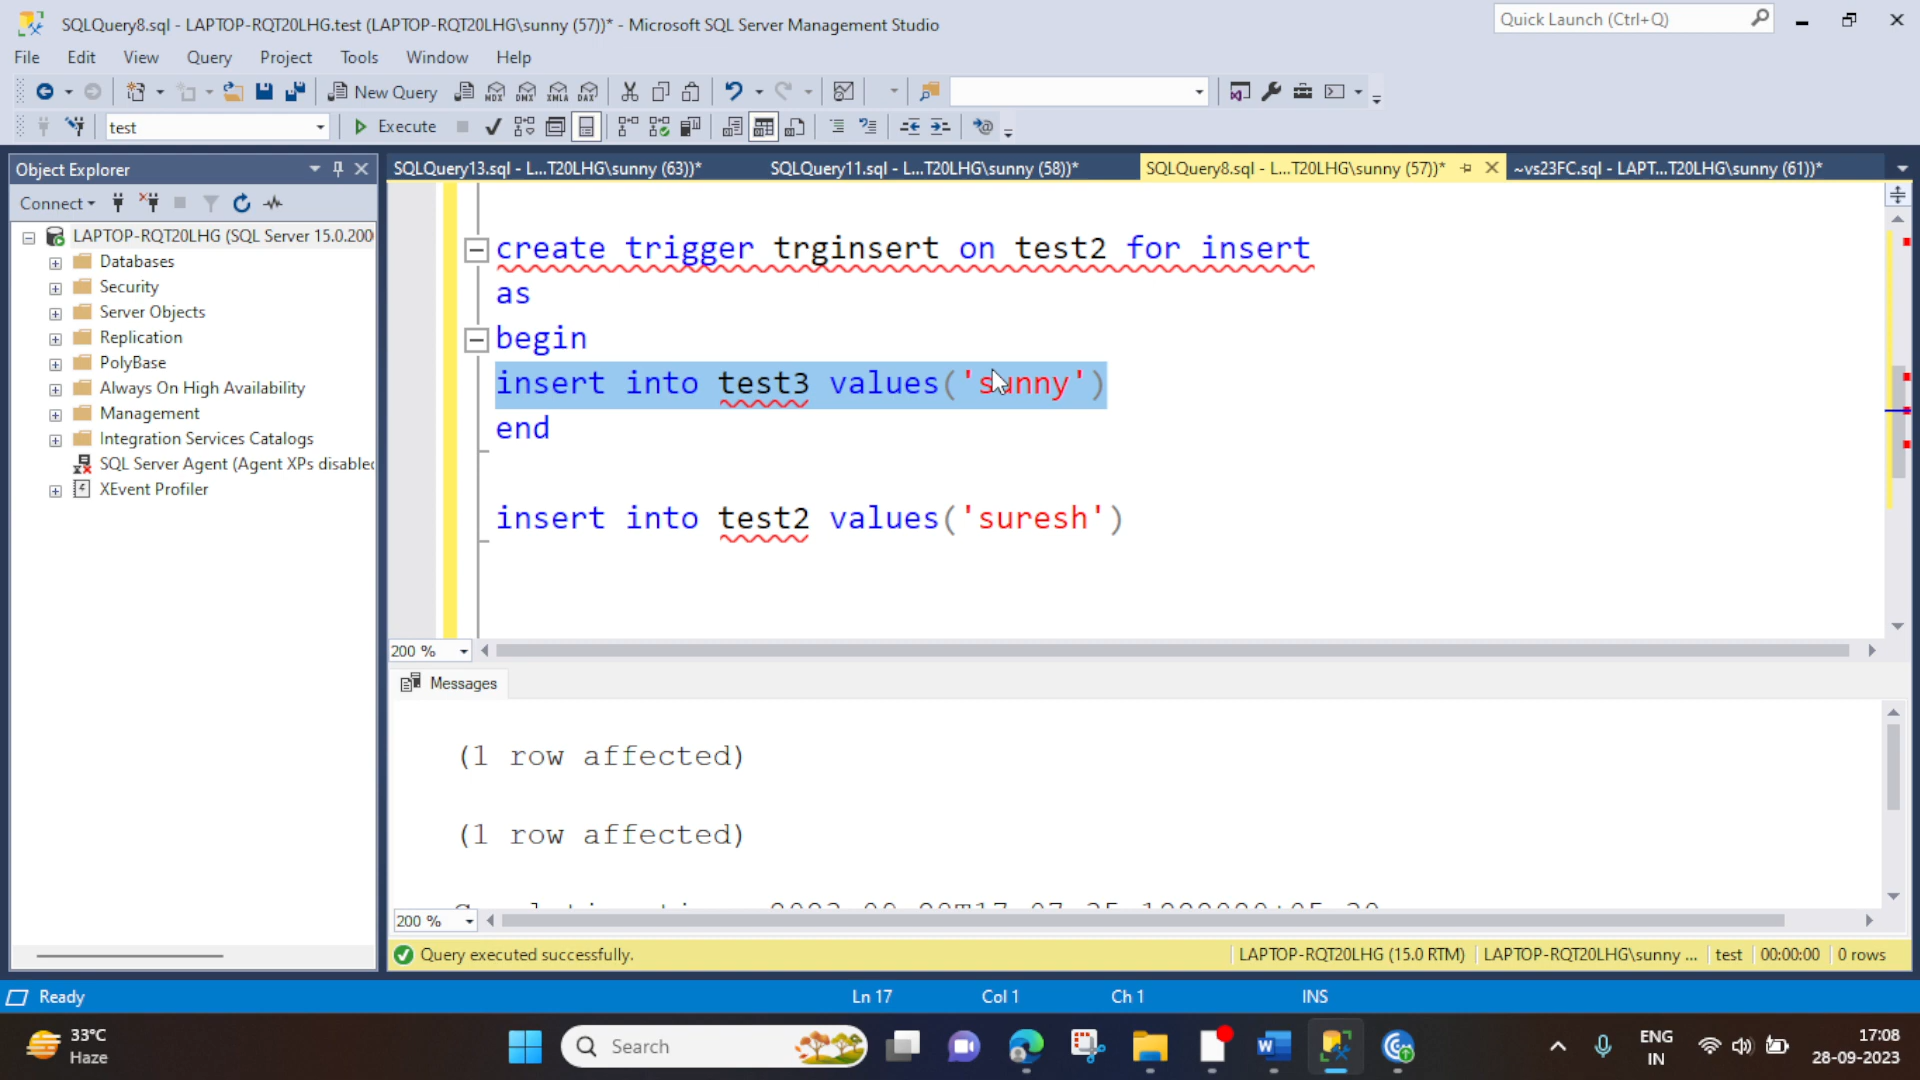 SQLQuery8.sql - LAPTOP-RQT20LHG.test (LAPTOP-RQT20LHG\sunny (57))* - Microsoft SQL Server Management Studio
Quick Launch (Ctrl+Q)
File Edit View Query Project Tools Window Help
New Query
MDX DMX XMLA DAX
test
Execute
Object Explorer
SQLQuery13.sql - L...T20LHG\sunny (63))*
SQLQuery11.sql - L...T20LHG\sunny (58))*
SQLQuery8.sql - L...T20LHG\sunny (57))*
~vs23FC.sql - LAPT...T20LHG\sunny (61))*
Connect
LAPTOP-RQT20LHG (SQL Server 15.0.200
Databases
Security
Server Objects
Replication
PolyBase
Always On High Availability
Management
Integration Services Catalogs
SQL Server Agent (Agent XPs disabled
XEvent Profiler
create trigger trginsert on test2 for insert
as
begin
insert into test3 values('sunny')
end
insert into test2 values('suresh')
200 %
Messages
(1 row affected)
(1 row affected)
200 %
Query executed successfully.
LAPTOP-RQT20LHG (15.0 RTM)
LAPTOP-RQT20LHG\sunny ...
test
00:00:00
0 rows
Ready
Ln 17
Col 1
Ch 1
INS
33°C
Haze
Search
ENG
IN
17:08
28-09-2023